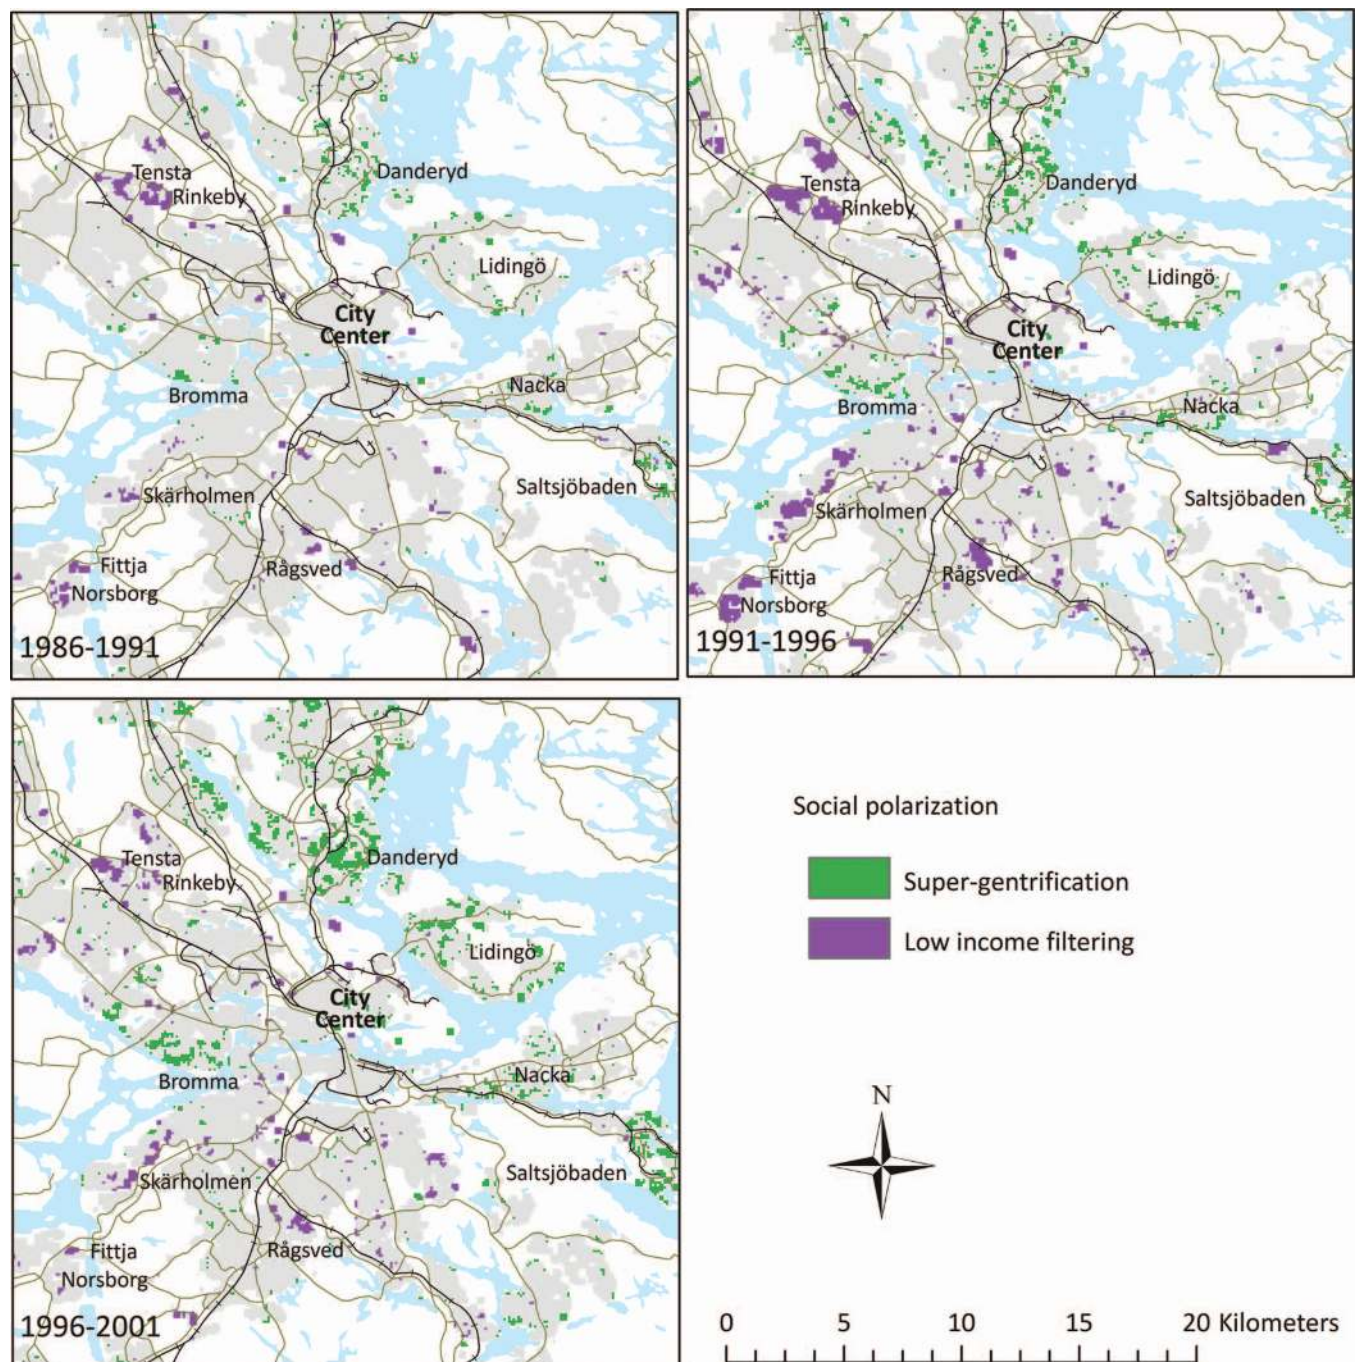 Tensta
Rinkeby
Danderyd
Lidingö
City
Center
Bromma
Nacka
Skärholmen
Saltsjöbaden
Fittja
Norsborg
Rågsved
1986-1991
Tensta
Rinkeby
Danderyd
Lidingö
City
Center
Bromma
Nacka
Skärholmen
Saltsjöbaden
Fittja
Norsborg
Rågsved
1991-1996
Tensta
Rinkeby
Danderyd
Lidingö
City
Center
Bromma
Nacka
Skärholmen
Saltsjöbaden
Fittja
Norsborg
Rågsved
1996-2001
Social polarization
Super-gentrification
Low income filtering
N
0 5 10 15 20 Kilometers